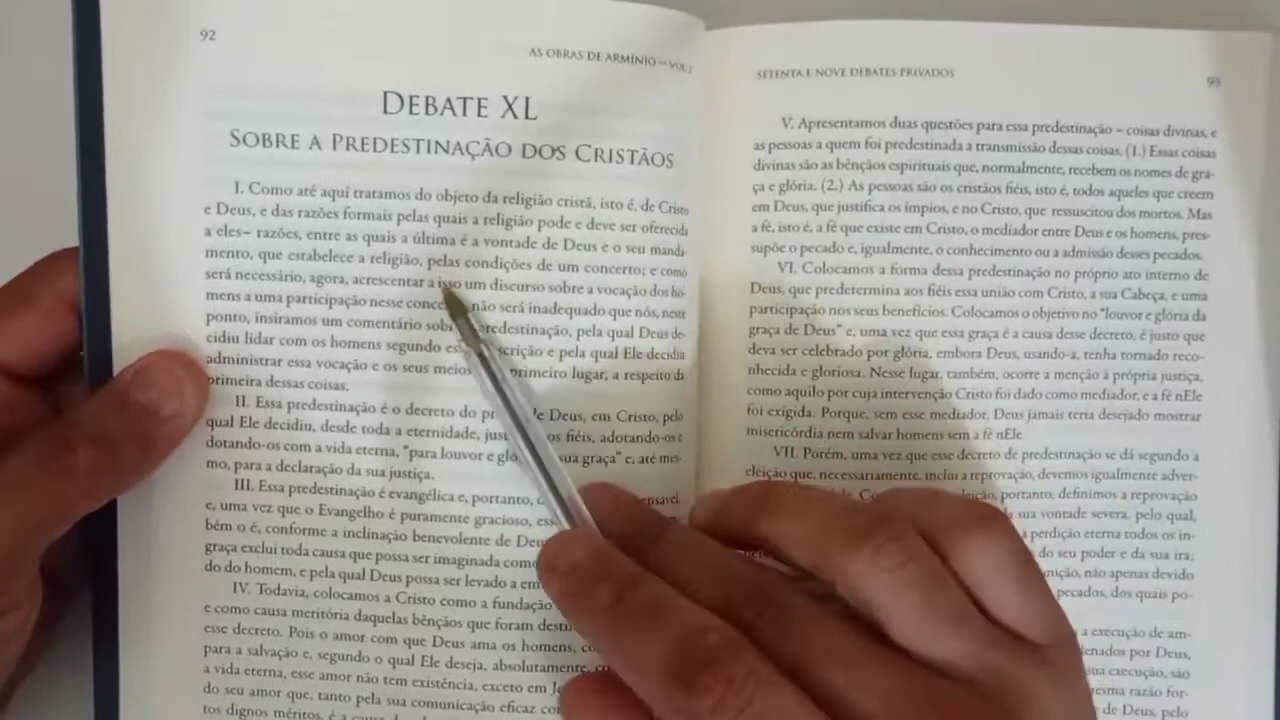 92
AS OBRAS DE ARMÍNIO — VOL.
DEBATE XL
SOBRE A PREDESTINAÇÃO DOS CRISTÃOS
I. Como até aqui tratamos do objeto da religião cristã, isto é, de Cristo
e Deus, e das razões formais pelas quais a religião pode e deve ser oferecida
a eles– razões, entre as quais a última é a vontade de Deus e o seu manda-
mento, que estabelece a religião, pelas condições de um concerto; e como
será necessário, agora, acrescentar a isso um discurso sobre a vocação dos ho-
mens a uma participação nesse não será inadequado que nós, neste
ponto, insiramos um comentário predestinação, pela qual Deus de-
cidiu lidar com os homens segundo e pela qual Ele decidiu
administrar essa vocação e os seus meios primeiro lugar, a respeito da
primeira dessas coisas.
II. Essa predestinação é o decreto do de Deus, em Cristo, pelo
qual Ele decidiu, desde toda a eternidade, os fiéis, adotando-os e
dotando-os com a vida eterna, “para louvor e sua graça” e, até mes-
mo, para a declaração da sua justiça.
III. Essa predestinação é evangélica e, portanto,
e, uma vez que o Evangelho é puramente gracioso,
bém o é, conforme a inclinação benevolente de
graça exclui toda causa que possa ser imaginada
do do homem, e pela qual Deus possa ser levado a
IV. Todavia, colocamos a Cristo como a fundação
e como causa meritória daquelas bênçãos que foram
esse decreto. Pois o amor com que Deus ama os homens,
para a salvação e, segundo o qual Ele deseja, absolutamente,
a vida eterna, esse amor não tem existência, exceto em
do seu amor que, tanto pela sua comunicação eficaz
tos dignos méritos, é a
SETENTA E NOVE DEBATES PRIVADOS
93
V. Apresentamos duas questões para essa predestinação – coisas divinas, e
as pessoas a quem foi predestinada a transmissão dessas coisas. (1.) Essas coisas
divinas são as bênçãos espirituais que, normalmente, recebem os nomes de gra-
ça e glória. (2.) As pessoas são os cristãos fiéis, isto é, todos aqueles que creem
em Deus, que justifica os ímpios, e no Cristo, que ressuscitou dos mortos. Mas
a fé, isto é, a fé que existe em Cristo, o mediador entre Deus e os homens, pres-
supõe o pecado e, igualmente, o conhecimento ou a admissão desses pecados.
VI. Colocamos a forma dessa predestinação no próprio ato interno de
Deus, que predetermina aos fiéis essa união com Cristo, a sua Cabeça, e uma
participação nos seus benefícios. Colocamos o objetivo no “louvor e glória da
graça de Deus” e, uma vez que essa graça é a causa desse decreto, é justo que
deva ser celebrado por glória, embora Deus, usando-a, tenha tornado reco-
nhecida e gloriosa. Nesse lugar, também, ocorre a menção à própria justiça,
como aquilo por cuja intervenção Cristo foi dado como mediador, e a fé nEle
foi exigida. Porque, sem esse mediador, Deus jamais teria desejado mostrar
misericórdia nem salvar homens sem a fé nEle
VII. Porém, uma vez que esse decreto de predestinação se dá segundo a
eleição que, necessariamente, inclui a reprovação, devemos igualmente adver-
portanto, definimos a reprovação
sua vontade severa, pelo qual,
perdição eterna todos os in-
do seu poder e da sua ira;
não apenas devido
pecados, dos quais po-
a execução de am-
por Deus,
sua execução, são
mesma razão for-
de Deus, pelo